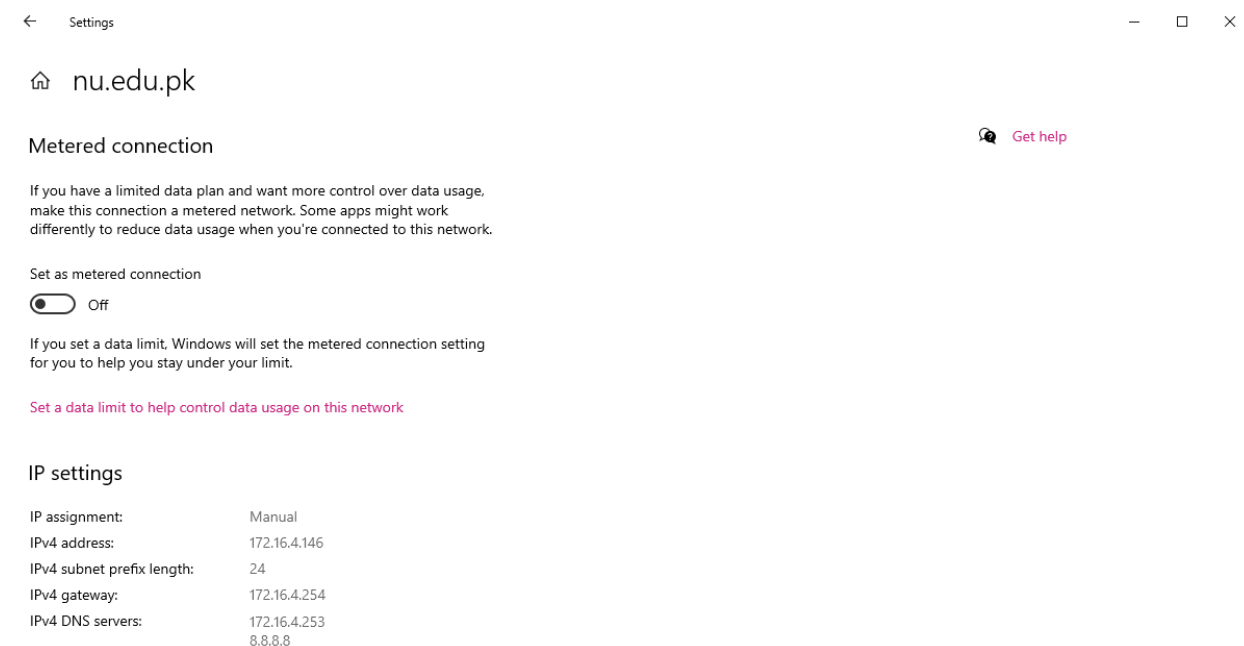 Settings
nu.edu.pk
Metered connection
Get help
If you have a limited data plan and want more control over data usage,
make this connection a metered network. Some apps might work
differently to reduce data usage when you're connected to this network.
Set as metered connection
Off
If you set a data limit, Windows will set the metered connection setting
for you to help you stay under your limit.
Set a data limit to help control data usage on this network
IP settings
IP assignment: Manual
IPv4 address: 172.16.4.146
IPv4 subnet prefix length: 24
IPv4 gateway: 172.16.4.254
IPv4 DNS servers: 172.16.4.253
8.8.8.8